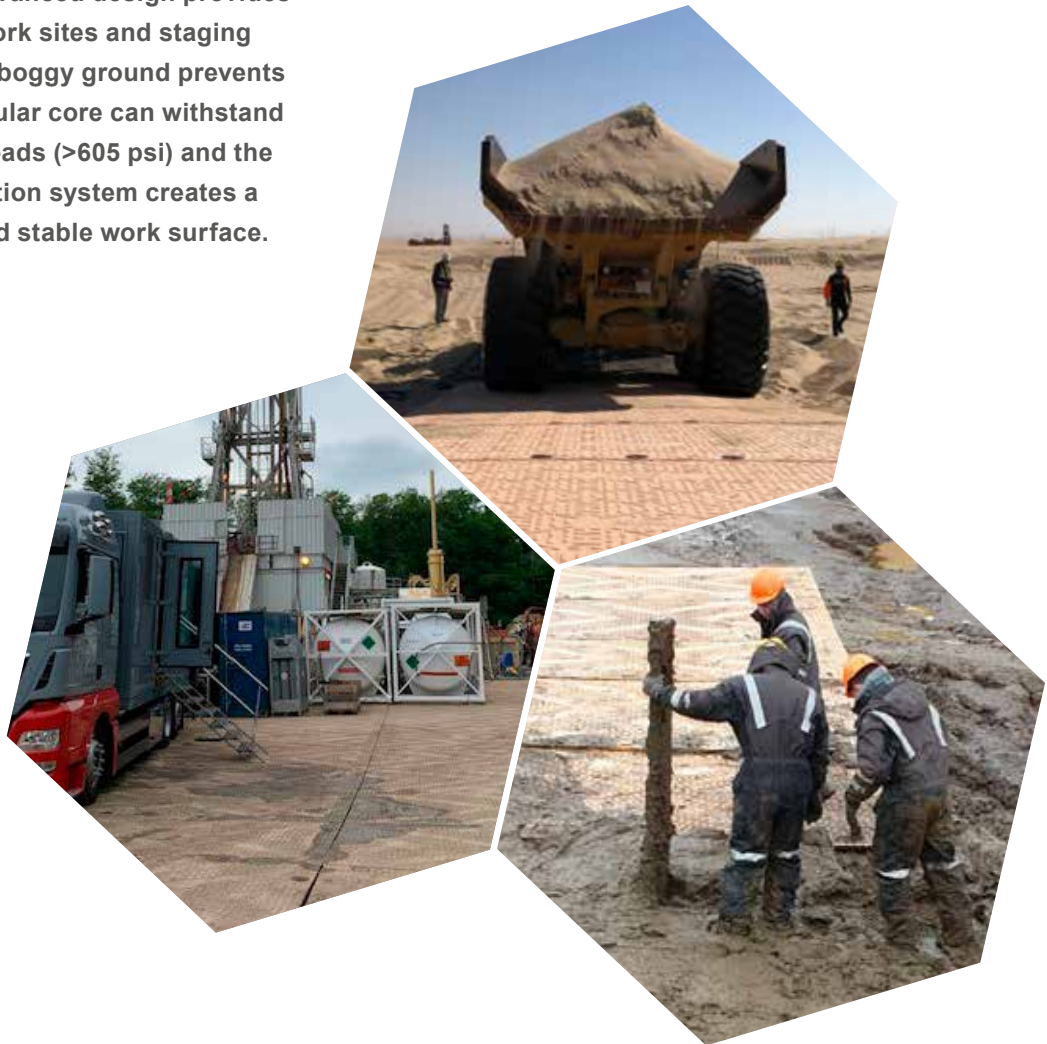 ork sites and staging
boggy ground prevents
ular core can withstand
ads (>605 psi) and the
tion system creates a
d stable work surface.